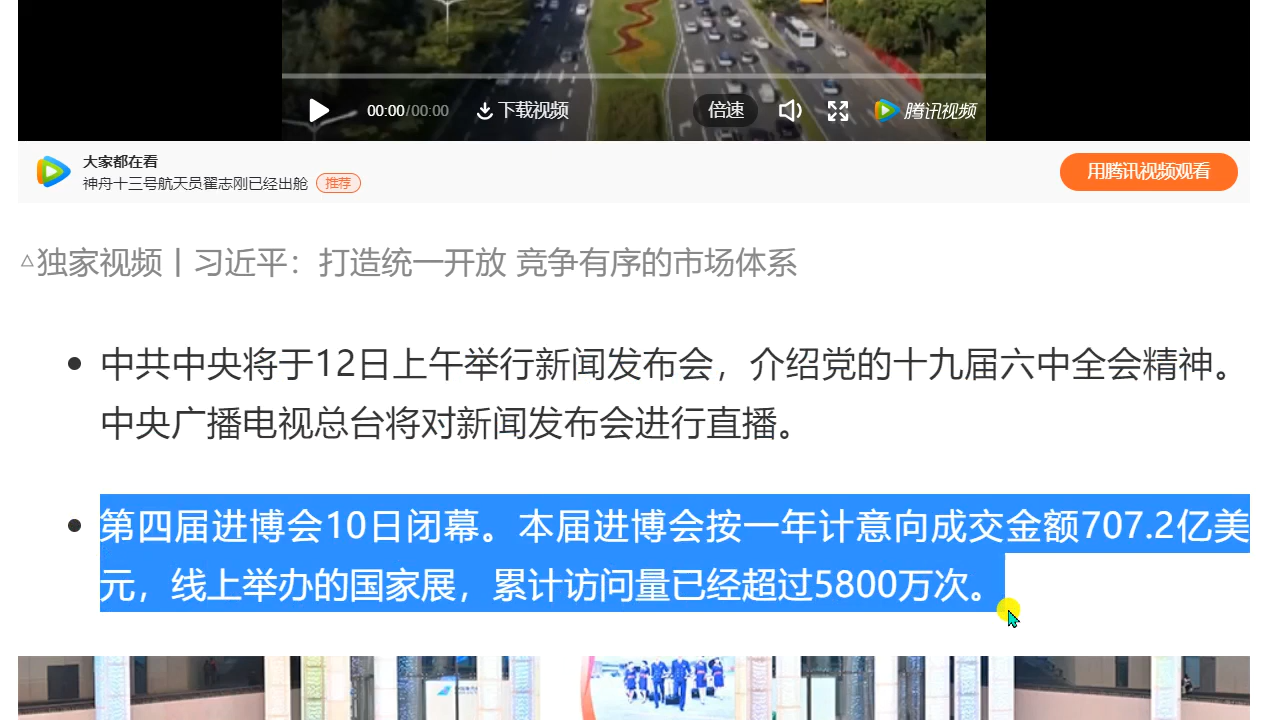 00:00/00:00
下载视频
倍速
腾讯视频
大家都在看
神舟十三号航天员翟志刚已经出舱 推荐
用腾讯视频观看
△独家视频丨习近平：打造统一开放 竞争有序的市场体系
中共中央将于12日上午举行新闻发布会，介绍党的十九届六中全会精神。
中央广播电视总台将对新闻发布会进行直播。
第四届进博会10日闭幕。本届进博会按一年计意向成交金额707.2亿美
元，线上举办的国家展，累计访问量已经超过5800万次。